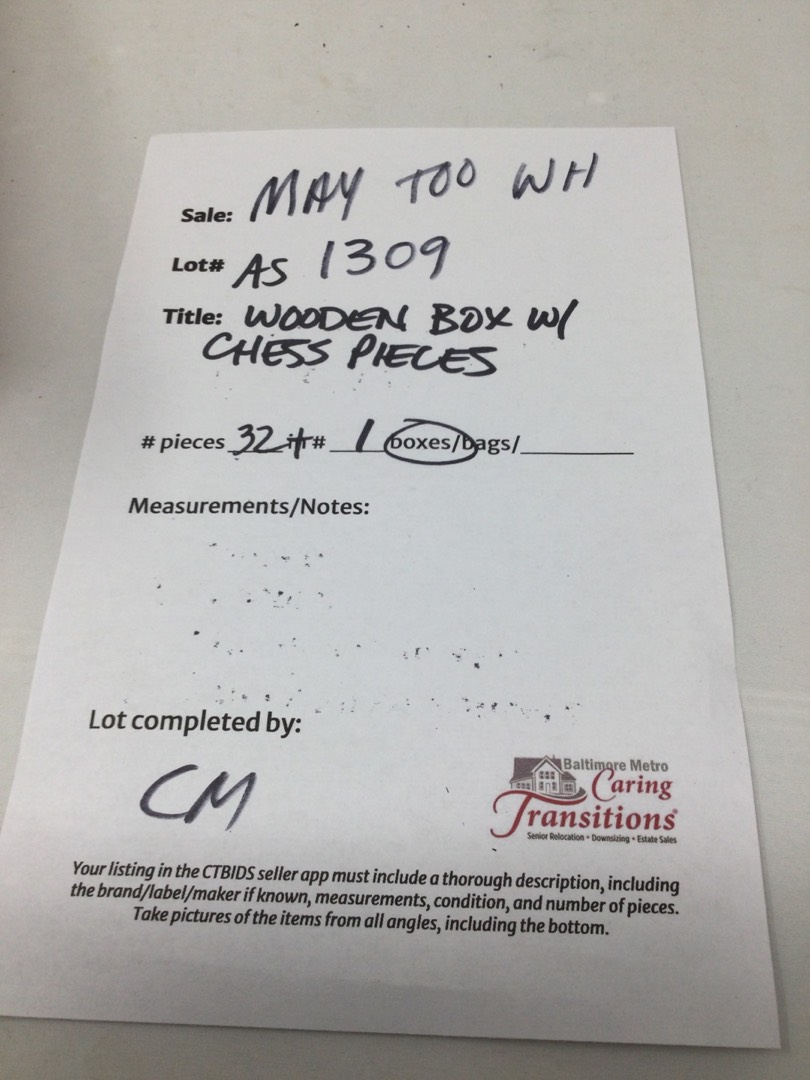 Sale: MAY TOO WH
Lot# AS 1309
Title: WOODEN BOX W/
CHESS PIECES
# pieces 32 # 1 boxes/bags/
Measurements/Notes:
Lot completed by:
CM
Baltimore Metro
Caring
Transitions®
Senior Relocation • Downsizing • Estate Sales
Your listing in the CTBIDS seller app must include a thorough description, including
the brand/label/maker if known, measurements, condition, and number of pieces.
Take pictures of the items from all angles, including the bottom.